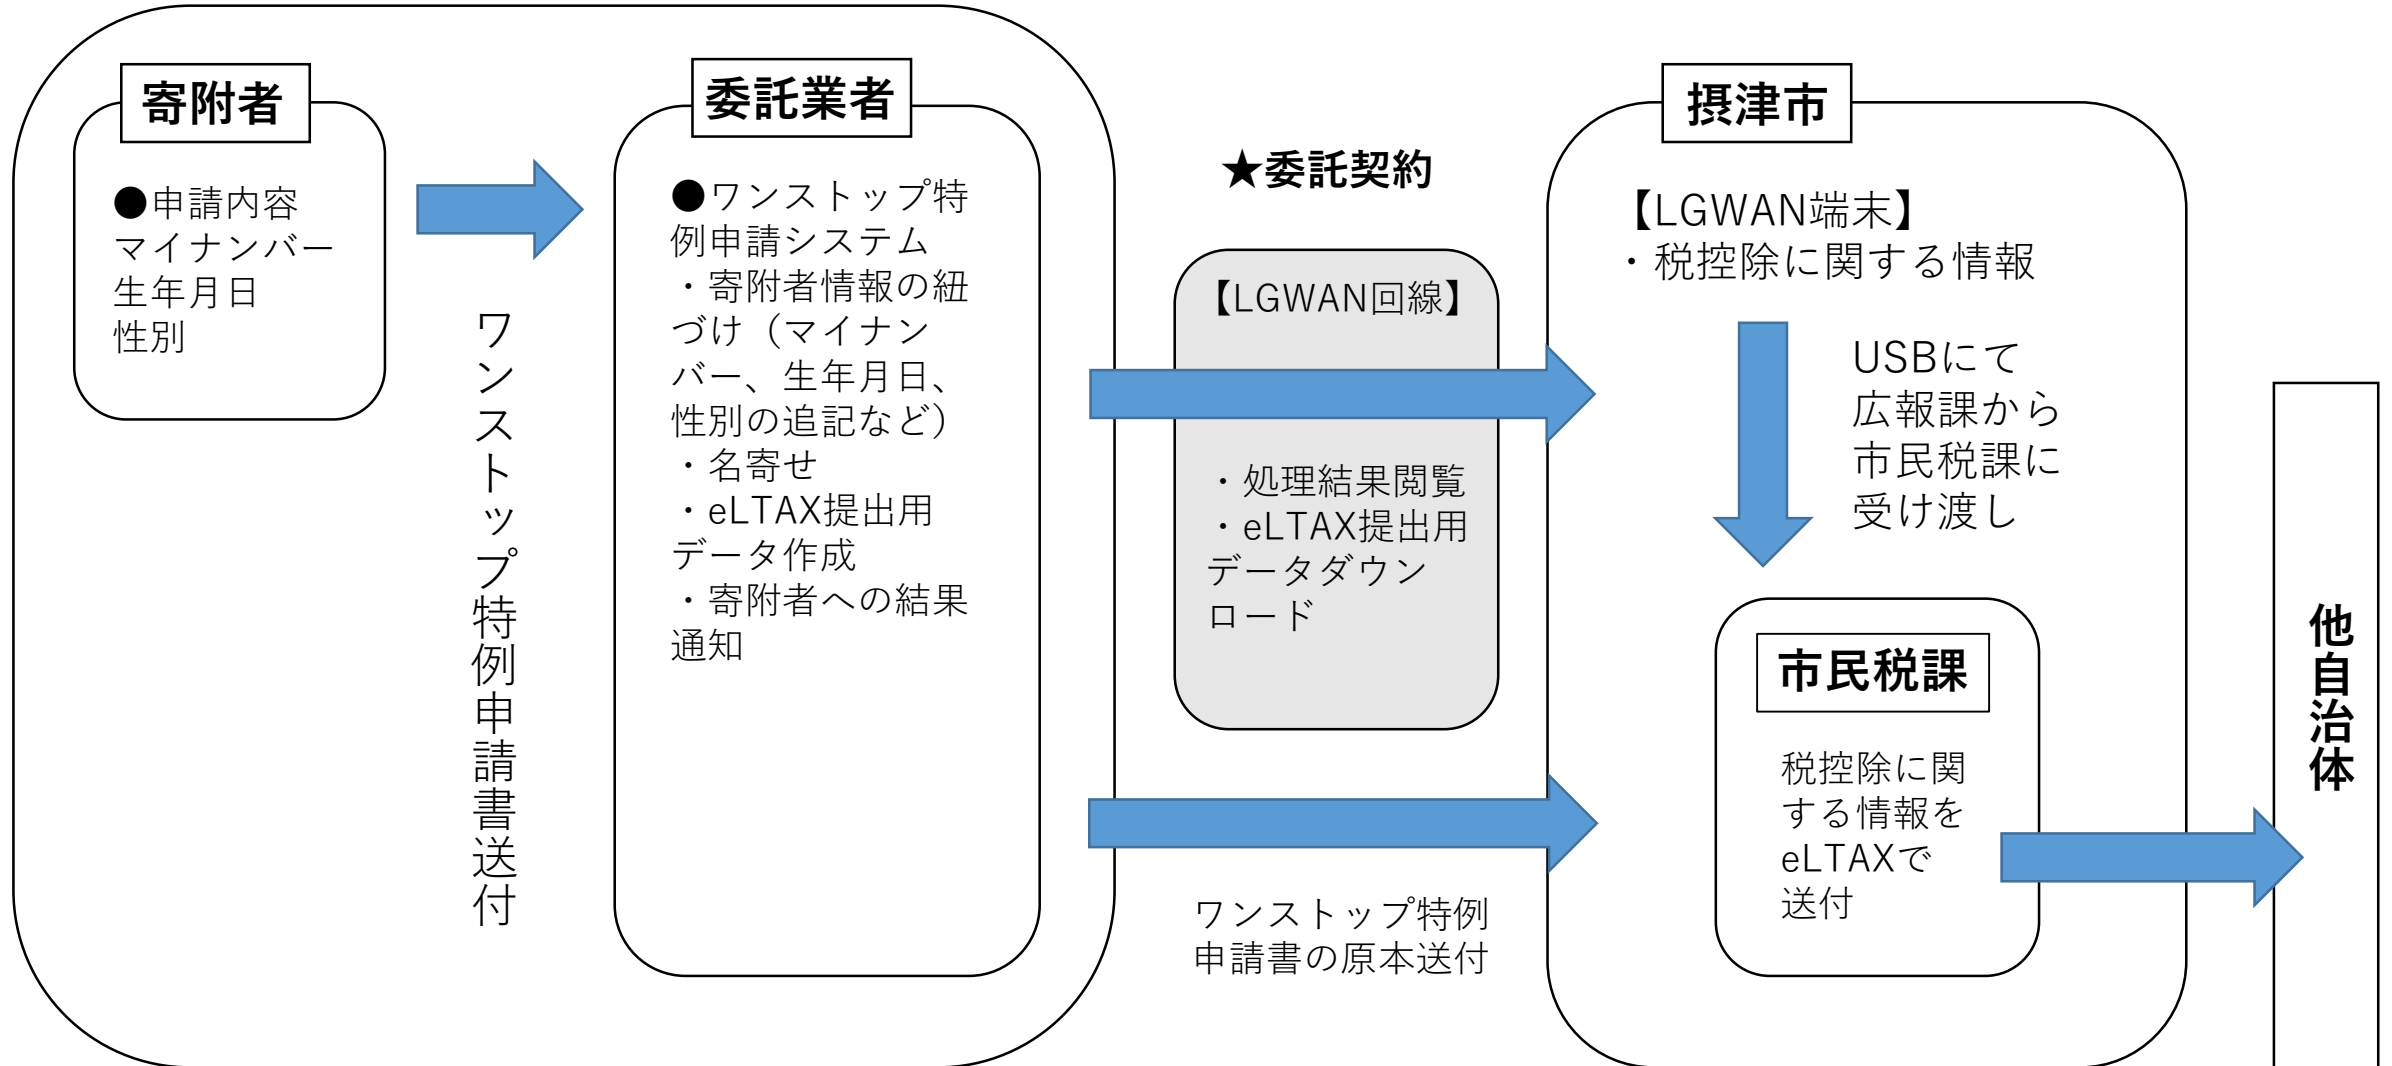 寄附者
●申請内容
マイナンバー
生年月日
性別
ワンストップ特例申請書送付
委託業者
●ワンストップ特
例申請システム
・寄附者情報の紐
づけ（マイナン
バー、生年月日、
性別の追記など）
・名寄せ
・eLTAX提出用
データ作成
・寄附者への結果
通知
★委託契約
【LGWAN回線】
・処理結果閲覧
・eLTAX提出用
データダウン
ロード
ワンストップ特例
申請書の原本送付
摂津市
【LGWAN端末】
・税控除に関する情報
USBにて
広報課から
市民税課に
受け渡し
市民税課
税控除に関
する情報を
eLTAXで
送付
他自治体